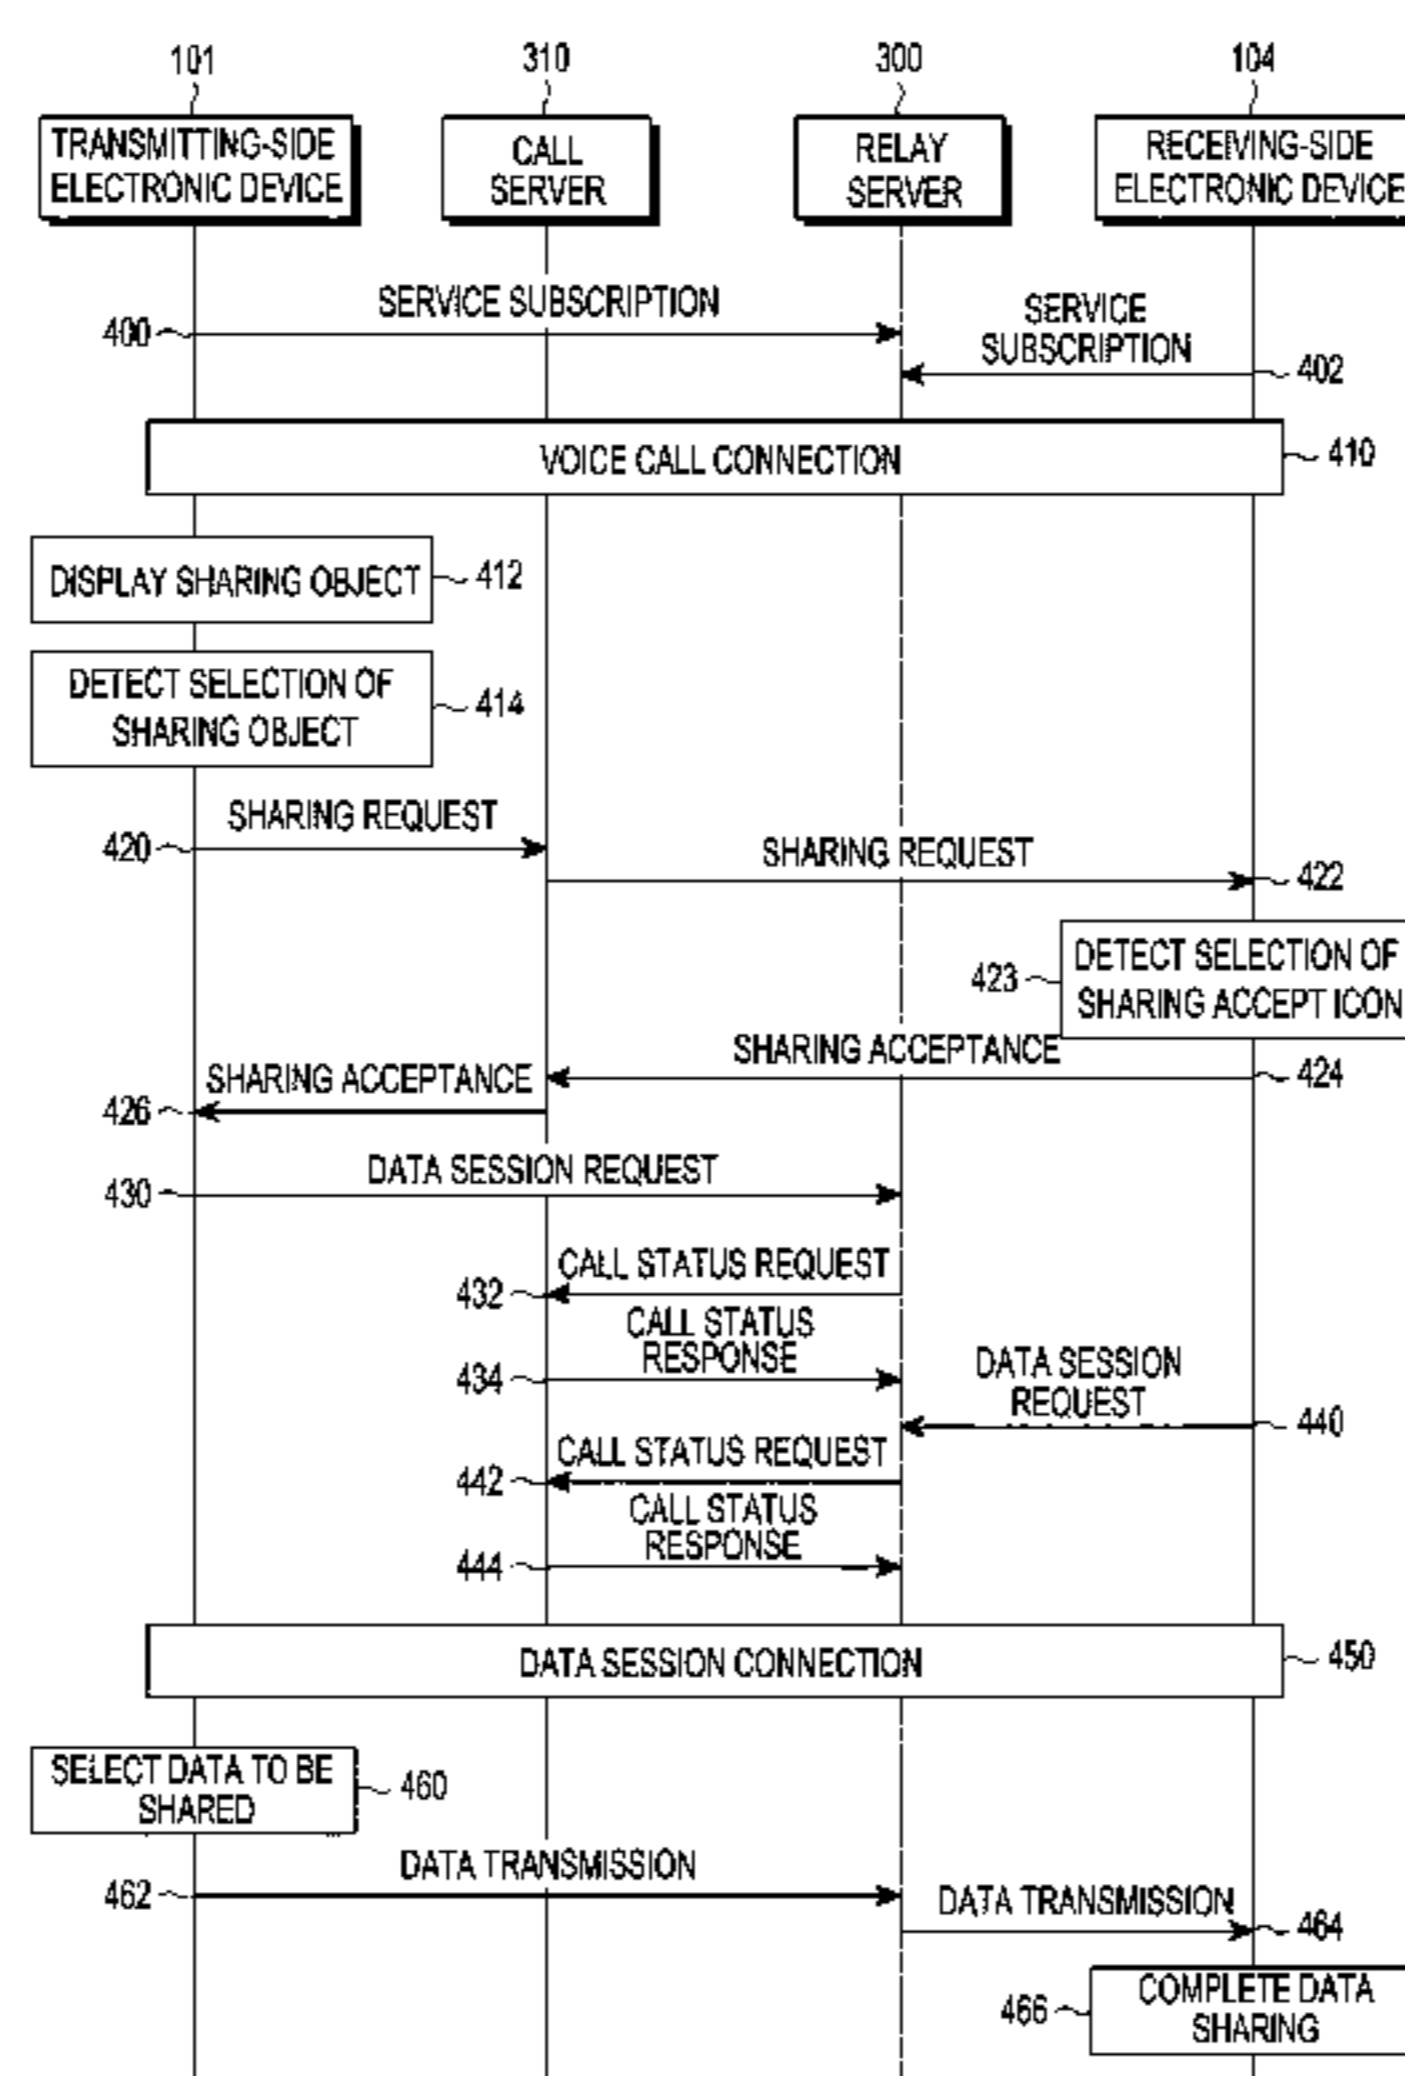 101
310
300
104
TRANSMITTING-SIDE
ELECTRONIC DEVICE
CALL
SERVER
RELAY
SERVER
RECEIVING-SIDE
ELECTRONIC DEVICE
SERVICE SUBSCRIPTION
400
SERVICE
SUBSCRIPTION
402
VOICE CALL CONNECTION
410
DISPLAY SHARING OBJECT
412
DETECT SELECTION OF
SHARING OBJECT
414
SHARING REQUEST
420
SHARING REQUEST
422
DETECT SELECTION OF
SHARING ACCEPT ICON
423
SHARING ACCEPTANCE
424
SHARING ACCEPTANCE
426
DATA SESSION REQUEST
430
CALL STATUS REQUEST
432
CALL STATUS
RESPONSE
434
DATA SESSION
REQUEST
440
CALL STATUS REQUEST
442
CALL STATUS
RESPONSE
444
DATA SESSION CONNECTION
450
SELECT DATA TO BE
SHARED
460
DATA TRANSMISSION
462
DATA TRANSMISSION
464
COMPLETE DATA
SHARING
466